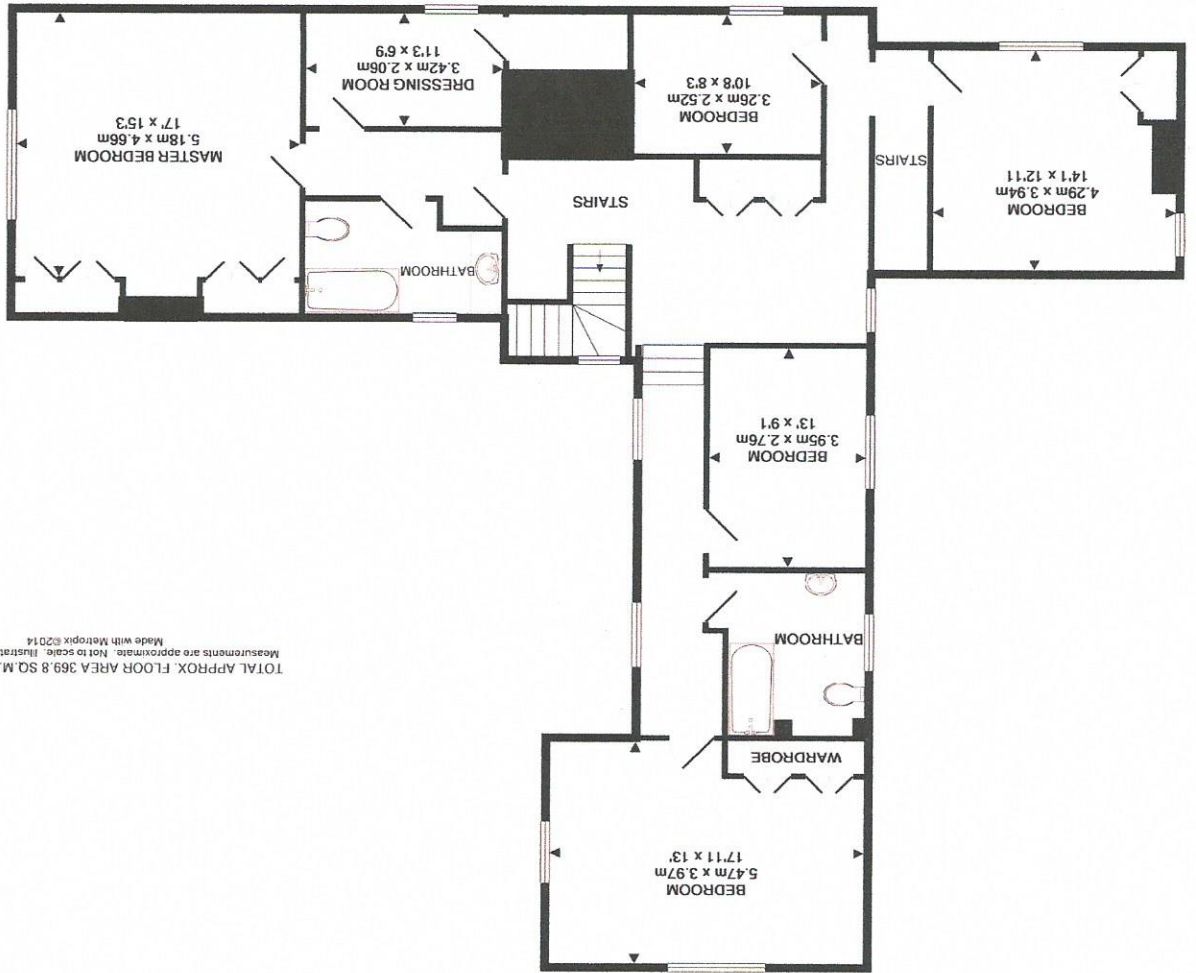 BEDROOM
5.47m x 3.97m
17'11 x 13'
WARDROBE
TOTAL APPROX. FLOOR AREA 369.8 SQ.M.
Measurements are approximate. Not to scale. Illustrat
Made with Metropix ©2014
BATHROOM
BEDROOM
3.95m x 2.76m
13' x 9'1
BATHROOM
STAIRS
BEDROOM
4.29m x 3.94m
14'1 x 12'11
STAIRS
MASTER BEDROOM
5.18m x 4.66m
17' x 15'3
BEDROOM
3.26m x 2.52m
10'8 x 8'3
DRESSING ROOM
3.42m x 2.06m
11'3 x 6'9